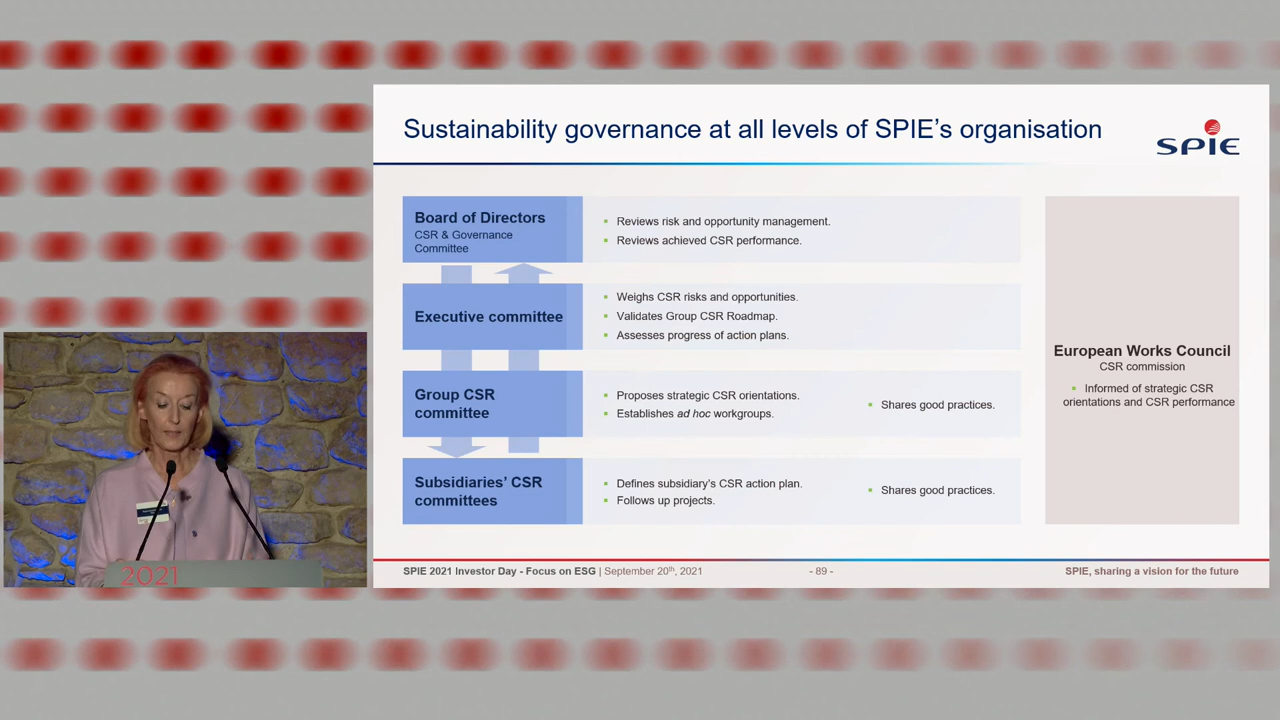 Sustainability governance at all levels of SPIE's organisation
SPIE
Board of Directors
CSR & Governance
Committee
▪ Reviews risk and opportunity management.
▪ Reviews achieved CSR performance.
Executive committee
▪ Weighs CSR risks and opportunities.
▪ Validates Group CSR Roadmap.
▪ Assesses progress of action plans.
Group CSR
committee
▪ Proposes strategic CSR orientations.
▪ Establishes ad hoc workgroups.
▪ Shares good practices.
Subsidiaries' CSR
committees
▪ Defines subsidiary's CSR action plan.
▪ Follows up projects.
▪ Shares good practices.
European Works Council
CSR commission
▪ Informed of strategic CSR
orientations and CSR performance
2021
SPIE 2021 Investor Day - Focus on ESG | September 20th, 2021
- 89 -
SPIE, sharing a vision for the future